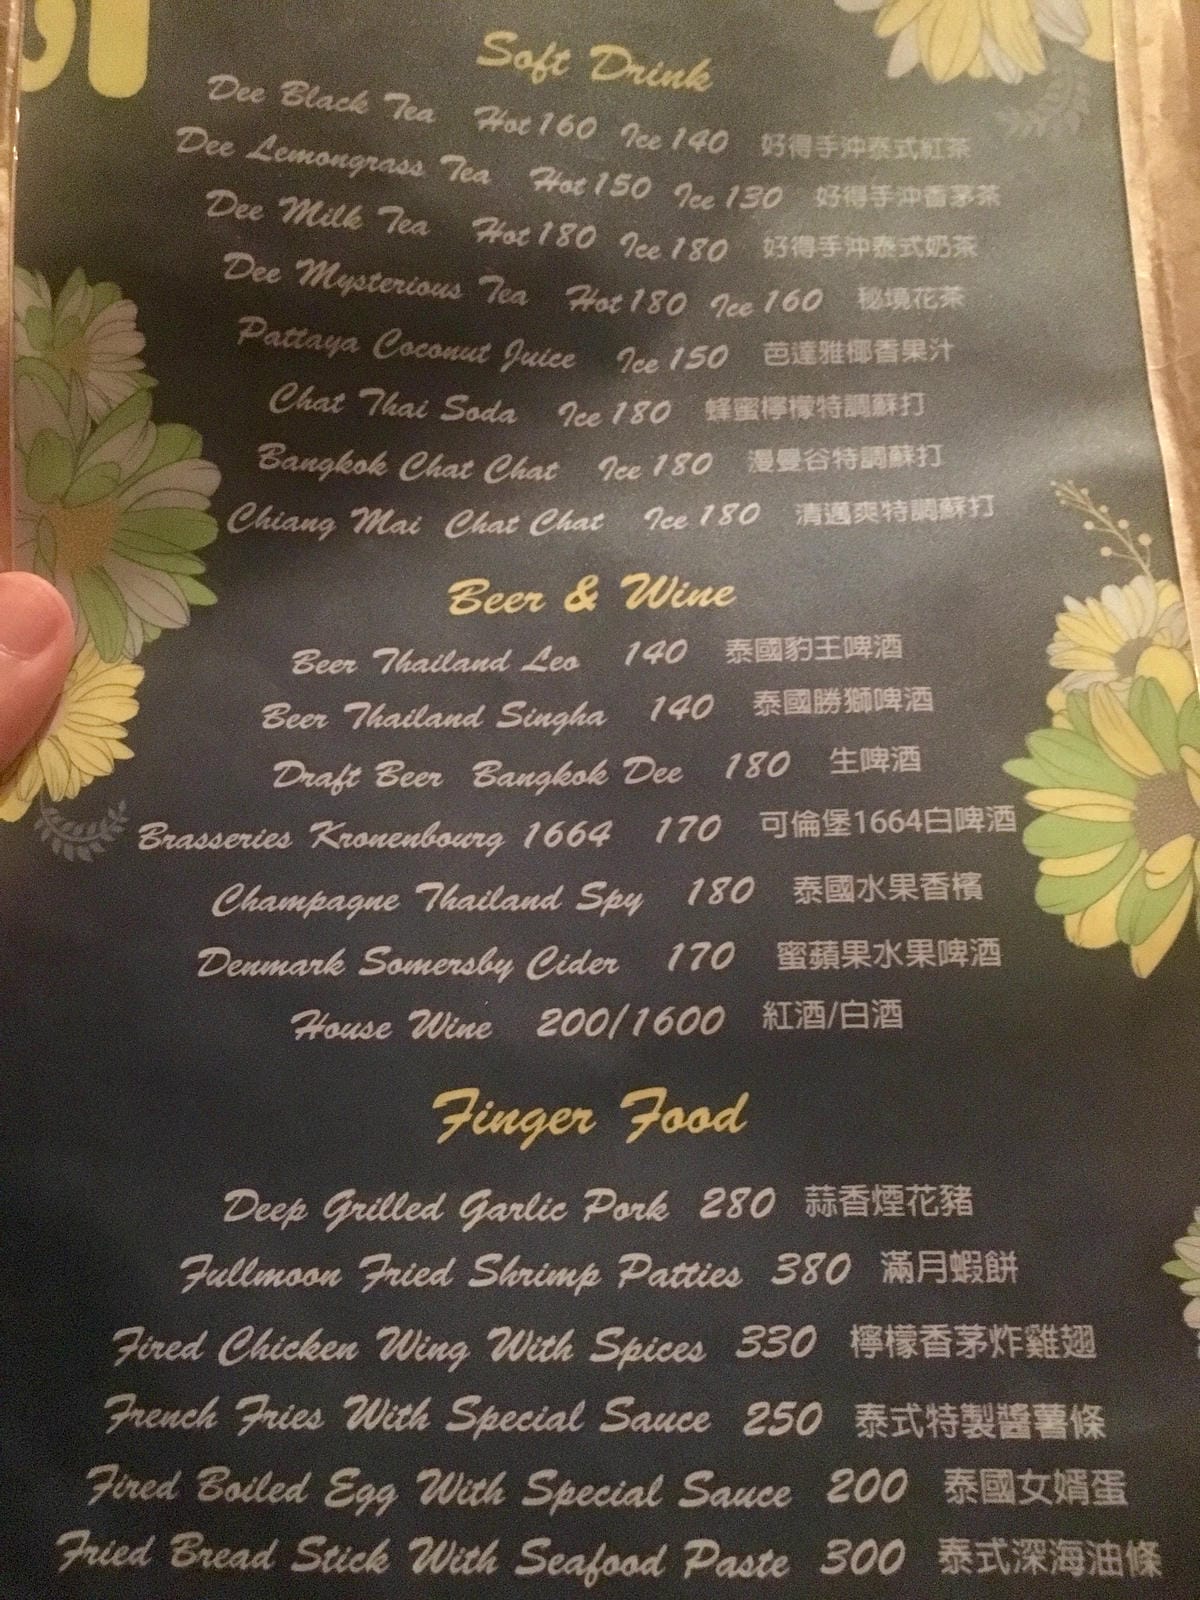 Soft Drink
Dee Black Tea Hot 160 Ice 140 好得手沖泰式紅茶
Dee Lemongrass Tea Hot 150 Ice 130 好得手沖香茅茶
Dee Milk Tea Hot 180 Ice 180 好得手沖泰式奶茶
Dee Mysterious Tea Hot 180 Ice 160 秘境花茶
Pattaya Coconut Juice Ice 150 芭達雅椰香果汁
Chat Thai Soda Ice 180 蜂蜜檸檬特調蘇打
Bangkok Chat Chat Ice 180 漫曼谷特調蘇打
Chiang Mai Chat Chat Ice 180 清邁爽特調蘇打
Beer & Wine
Beer Thailand Leo 140 泰國豹王啤酒
Beer Thailand Singha 140 泰國勝獅啤酒
Draft Beer Bangkok Dee 180 生啤酒
Brasseries Kronenbourg 1664 170 可倫堡1664白啤酒
Champagne Thailand Spy 180 泰國水果香檳
Denmark Somersby Cider 170 蜜蘋果水果啤酒
House Wine 200/1600 紅酒/白酒
Finger Food
Deep Grilled Garlic Pork 280 蒜香煙花豬
Fullmoon Fried Shrimp Patties 380 滿月蝦餅
Fired Chicken Wing With Spices 330 檸檬香茅炸雞翅
French Fries With Special Sauce 250 泰式特製醬薯條
Fired Boiled Egg With Special Sauce 200 泰國女婿蛋
Fried Bread Stick With Seafood Paste 300 泰式深海油條